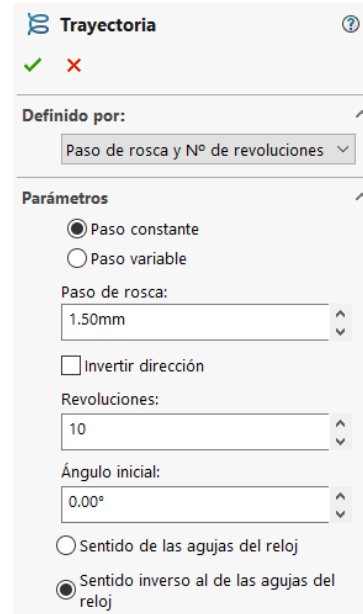 Trayectoria
Definido por:
Paso de rosca y Nº de revoluciones
Parámetros
Paso constante
Paso variable
Paso de rosca:
1.50mm
Invertir dirección
Revoluciones:
10
Ángulo inicial:
0.00°
Sentido de las agujas del reloj
Sentido inverso al de las agujas del
reloj